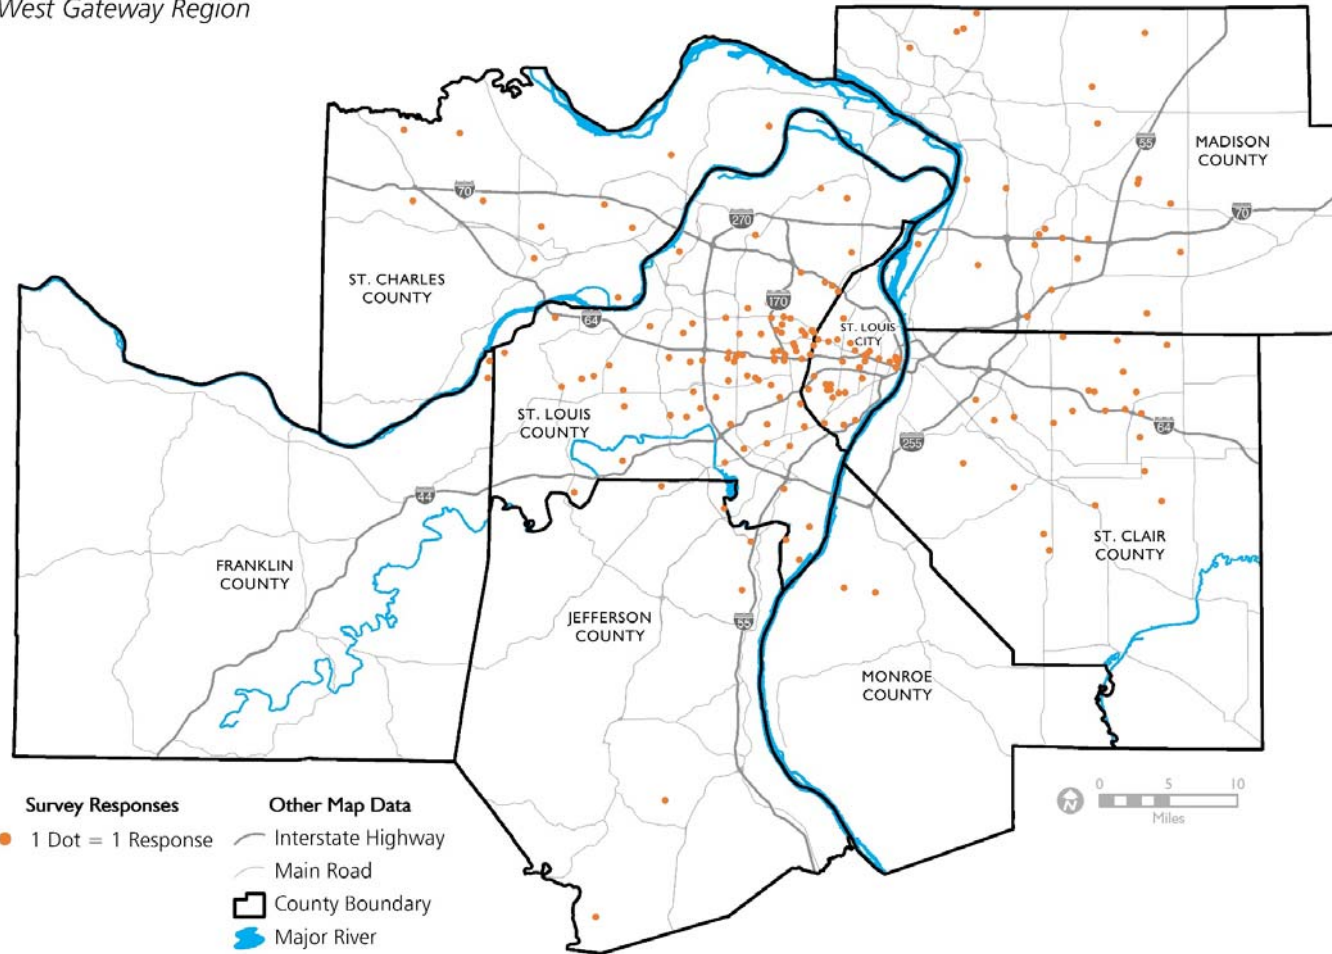 West Gateway Region
55
MADISON
COUNTY
70
70
270
ST. CHARLES
COUNTY
170
64
ST. LOUIS
CITY
ST. LOUIS
COUNTY
64
255
44
ST. CLAIR
COUNTY
FRANKLIN
COUNTY
JEFFERSON
COUNTY
55
MONROE
COUNTY
N
0 5 10
Miles
Survey Responses
1 Dot = 1 Response
Other Map Data
Interstate Highway
Main Road
County Boundary
Major River